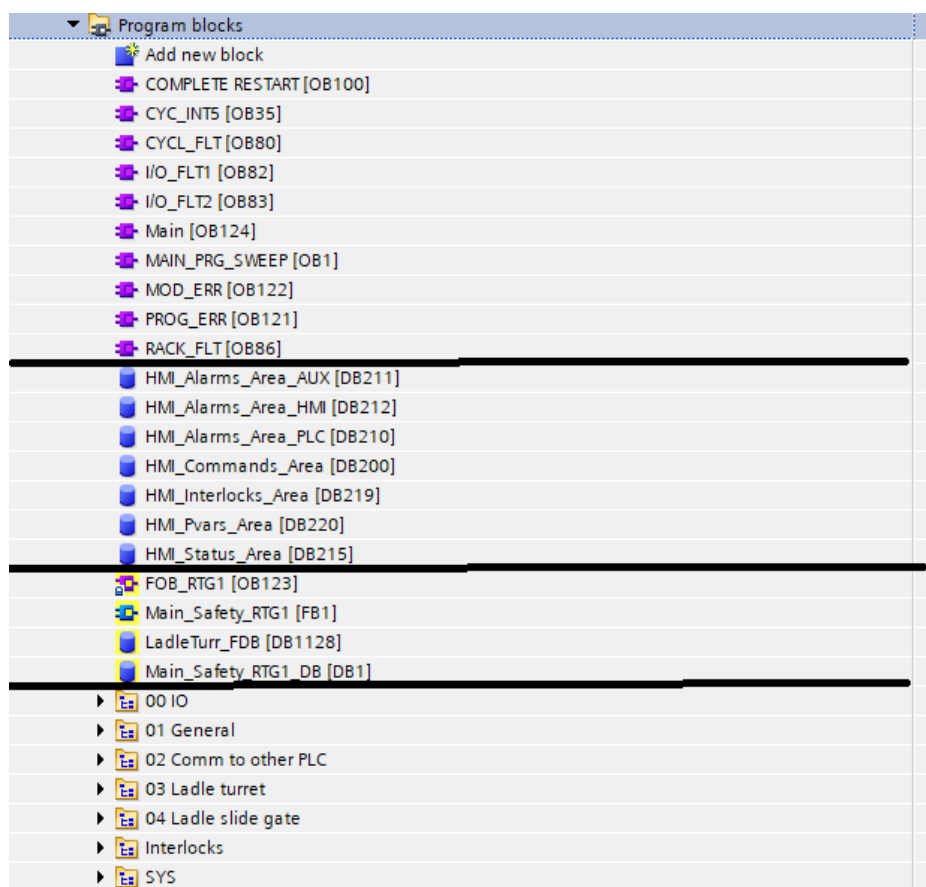 Program blocks
Add new block
COMPLETE RESTART [OB100]
CYC_INT5 [OB35]
CYCL_FLT [OB80]
I/O_FLT1 [OB82]
I/O_FLT2 [OB83]
Main [OB124]
MAIN_PRG_SWEEP [OB1]
MOD_ERR [OB122]
PROG_ERR [OB121]
RACK_FLT [OB86]
HMI_Alarms_Area_AUX [DB211]
HMI_Alarms_Area_HMI [DB212]
HMI_Alarms_Area_PLC [DB210]
HMI_Commands_Area [DB200]
HMI_Interlocks_Area [DB219]
HMI_Pvars_Area [DB220]
HMI_Status_Area [DB215]
FOB_RTG1 [OB123]
Main_Safety_RTG1 [FB1]
LadleTurr_FDB [DB1128]
Main_Safety_RTG1_DB [DB1]
00 IO
01 General
02 Comm to other PLC
03 Ladle turret
04 Ladle slide gate
Interlocks
SYS